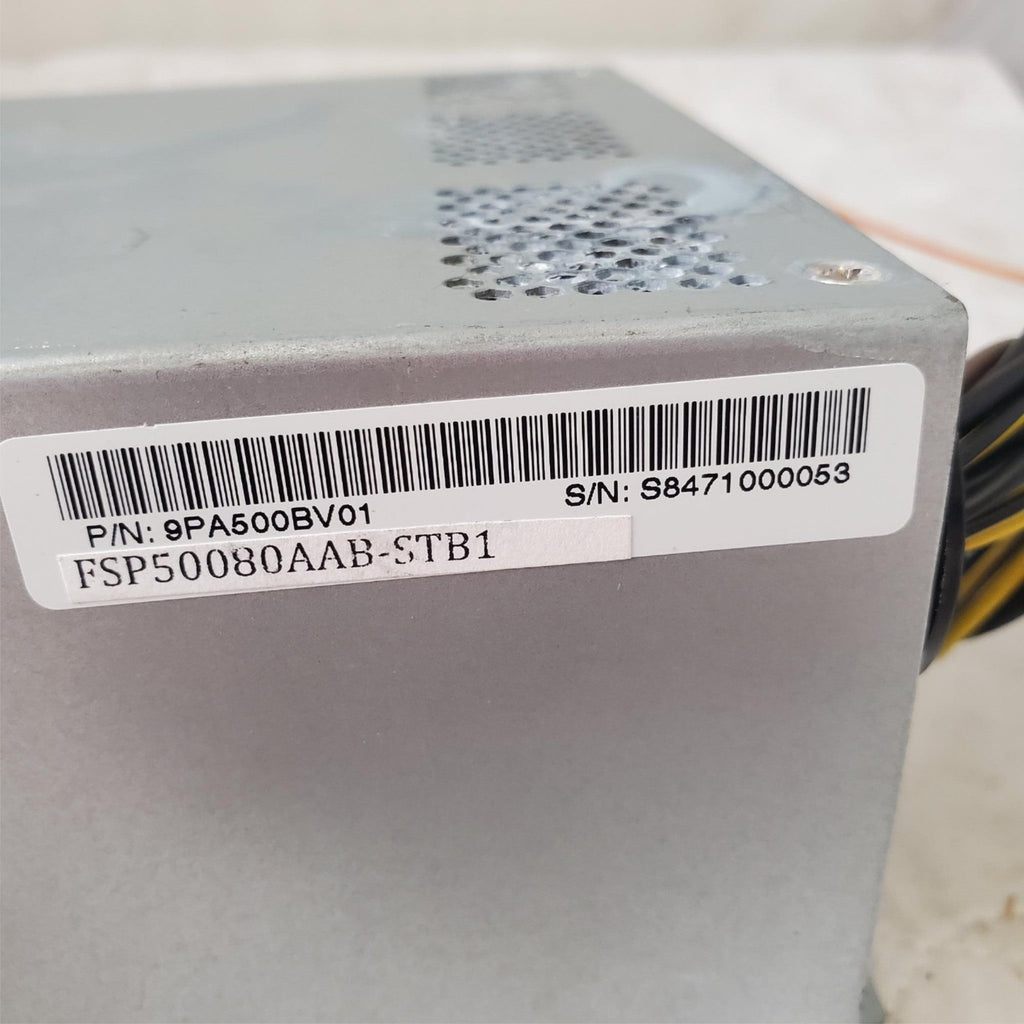 P/N: 9PA500BV01
S/N: S8471000053
FSP50080AAB-STB1